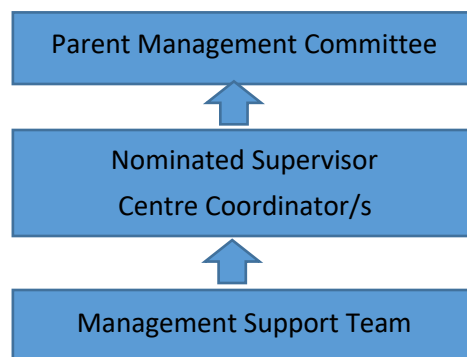 Parent Management Committee
Nominated Supervisor
Centre Coordinator/s
Management Support Team